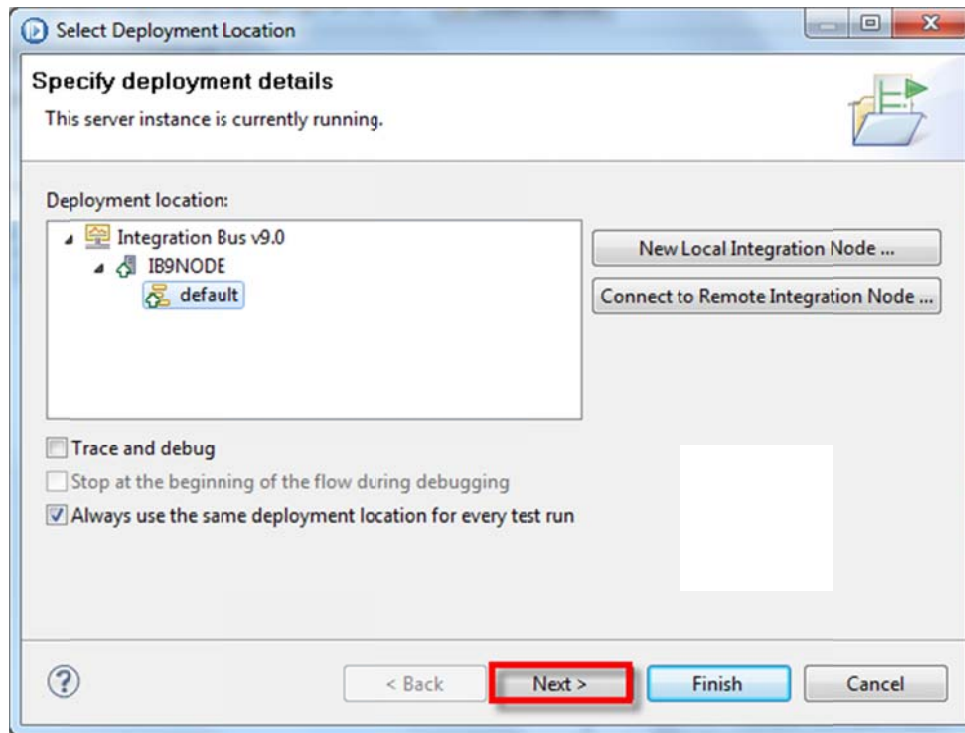 Select Deployment Location
Specify deployment details
This server instance is currently running.
Deployment location:
Integration Bus v9.0
IB9NODE
default
New Local Integration Node ...
Connect to Remote Integration Node ...
Trace and debug
Stop at the beginning of the flow during debugging
Always use the same deployment location for every test run
?
< Back
Next >
Finish
Cancel